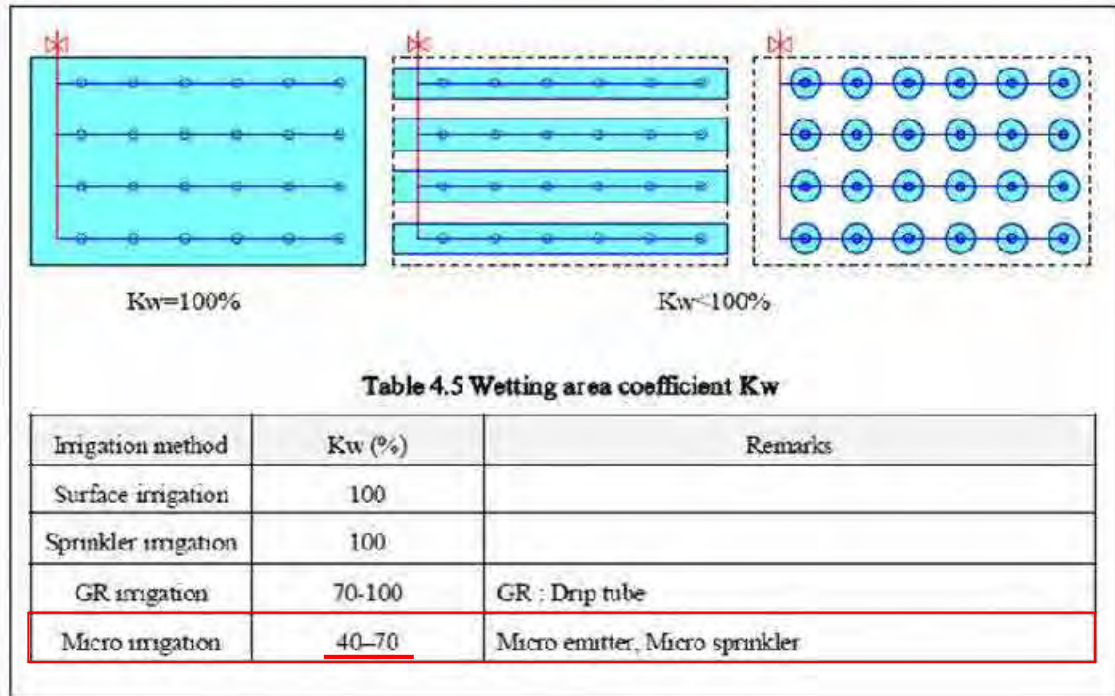 Kw=100%
Kw<100%
Table 4.5 Wetting area coefficient Kw
Irrigation method Kw (%) Remarks
Surface irrigation 100
Sprinkler irrigation 100
GR irrigation 70-100 GR : Drip tube
Micro irrigation 40–70 Micro emitter, Micro sprinkler